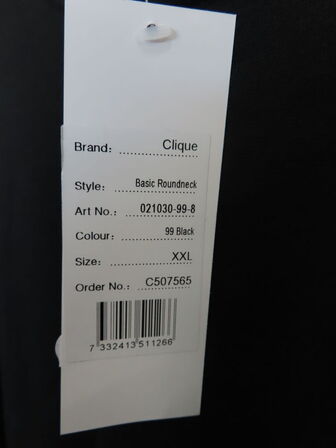 Brand: Clique
Style: Basic Roundneck
Art No.: 021030-99-8
Colour: 99 Black
Size: XXL
Order No.: C507565
7 332413 511266